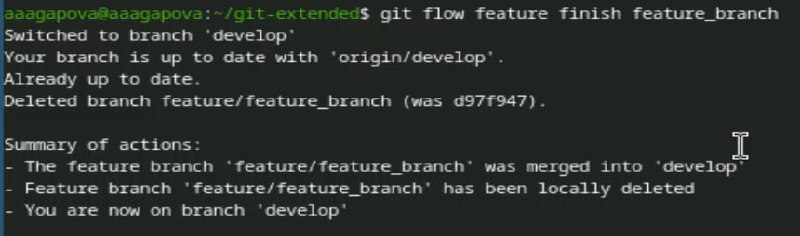 aaagapova@aaagapova:~/git-extended$ git flow feature finish feature_branch
Switched to branch 'develop'
Your branch is up to date with 'origin/develop'.
Already up to date.
Deleted branch feature/feature_branch (was d97f947).
Summary of actions:
- The feature branch 'feature/feature_branch' was merged into 'develop'
- Feature branch 'feature/feature_branch' has been locally deleted
- You are now on branch 'develop'